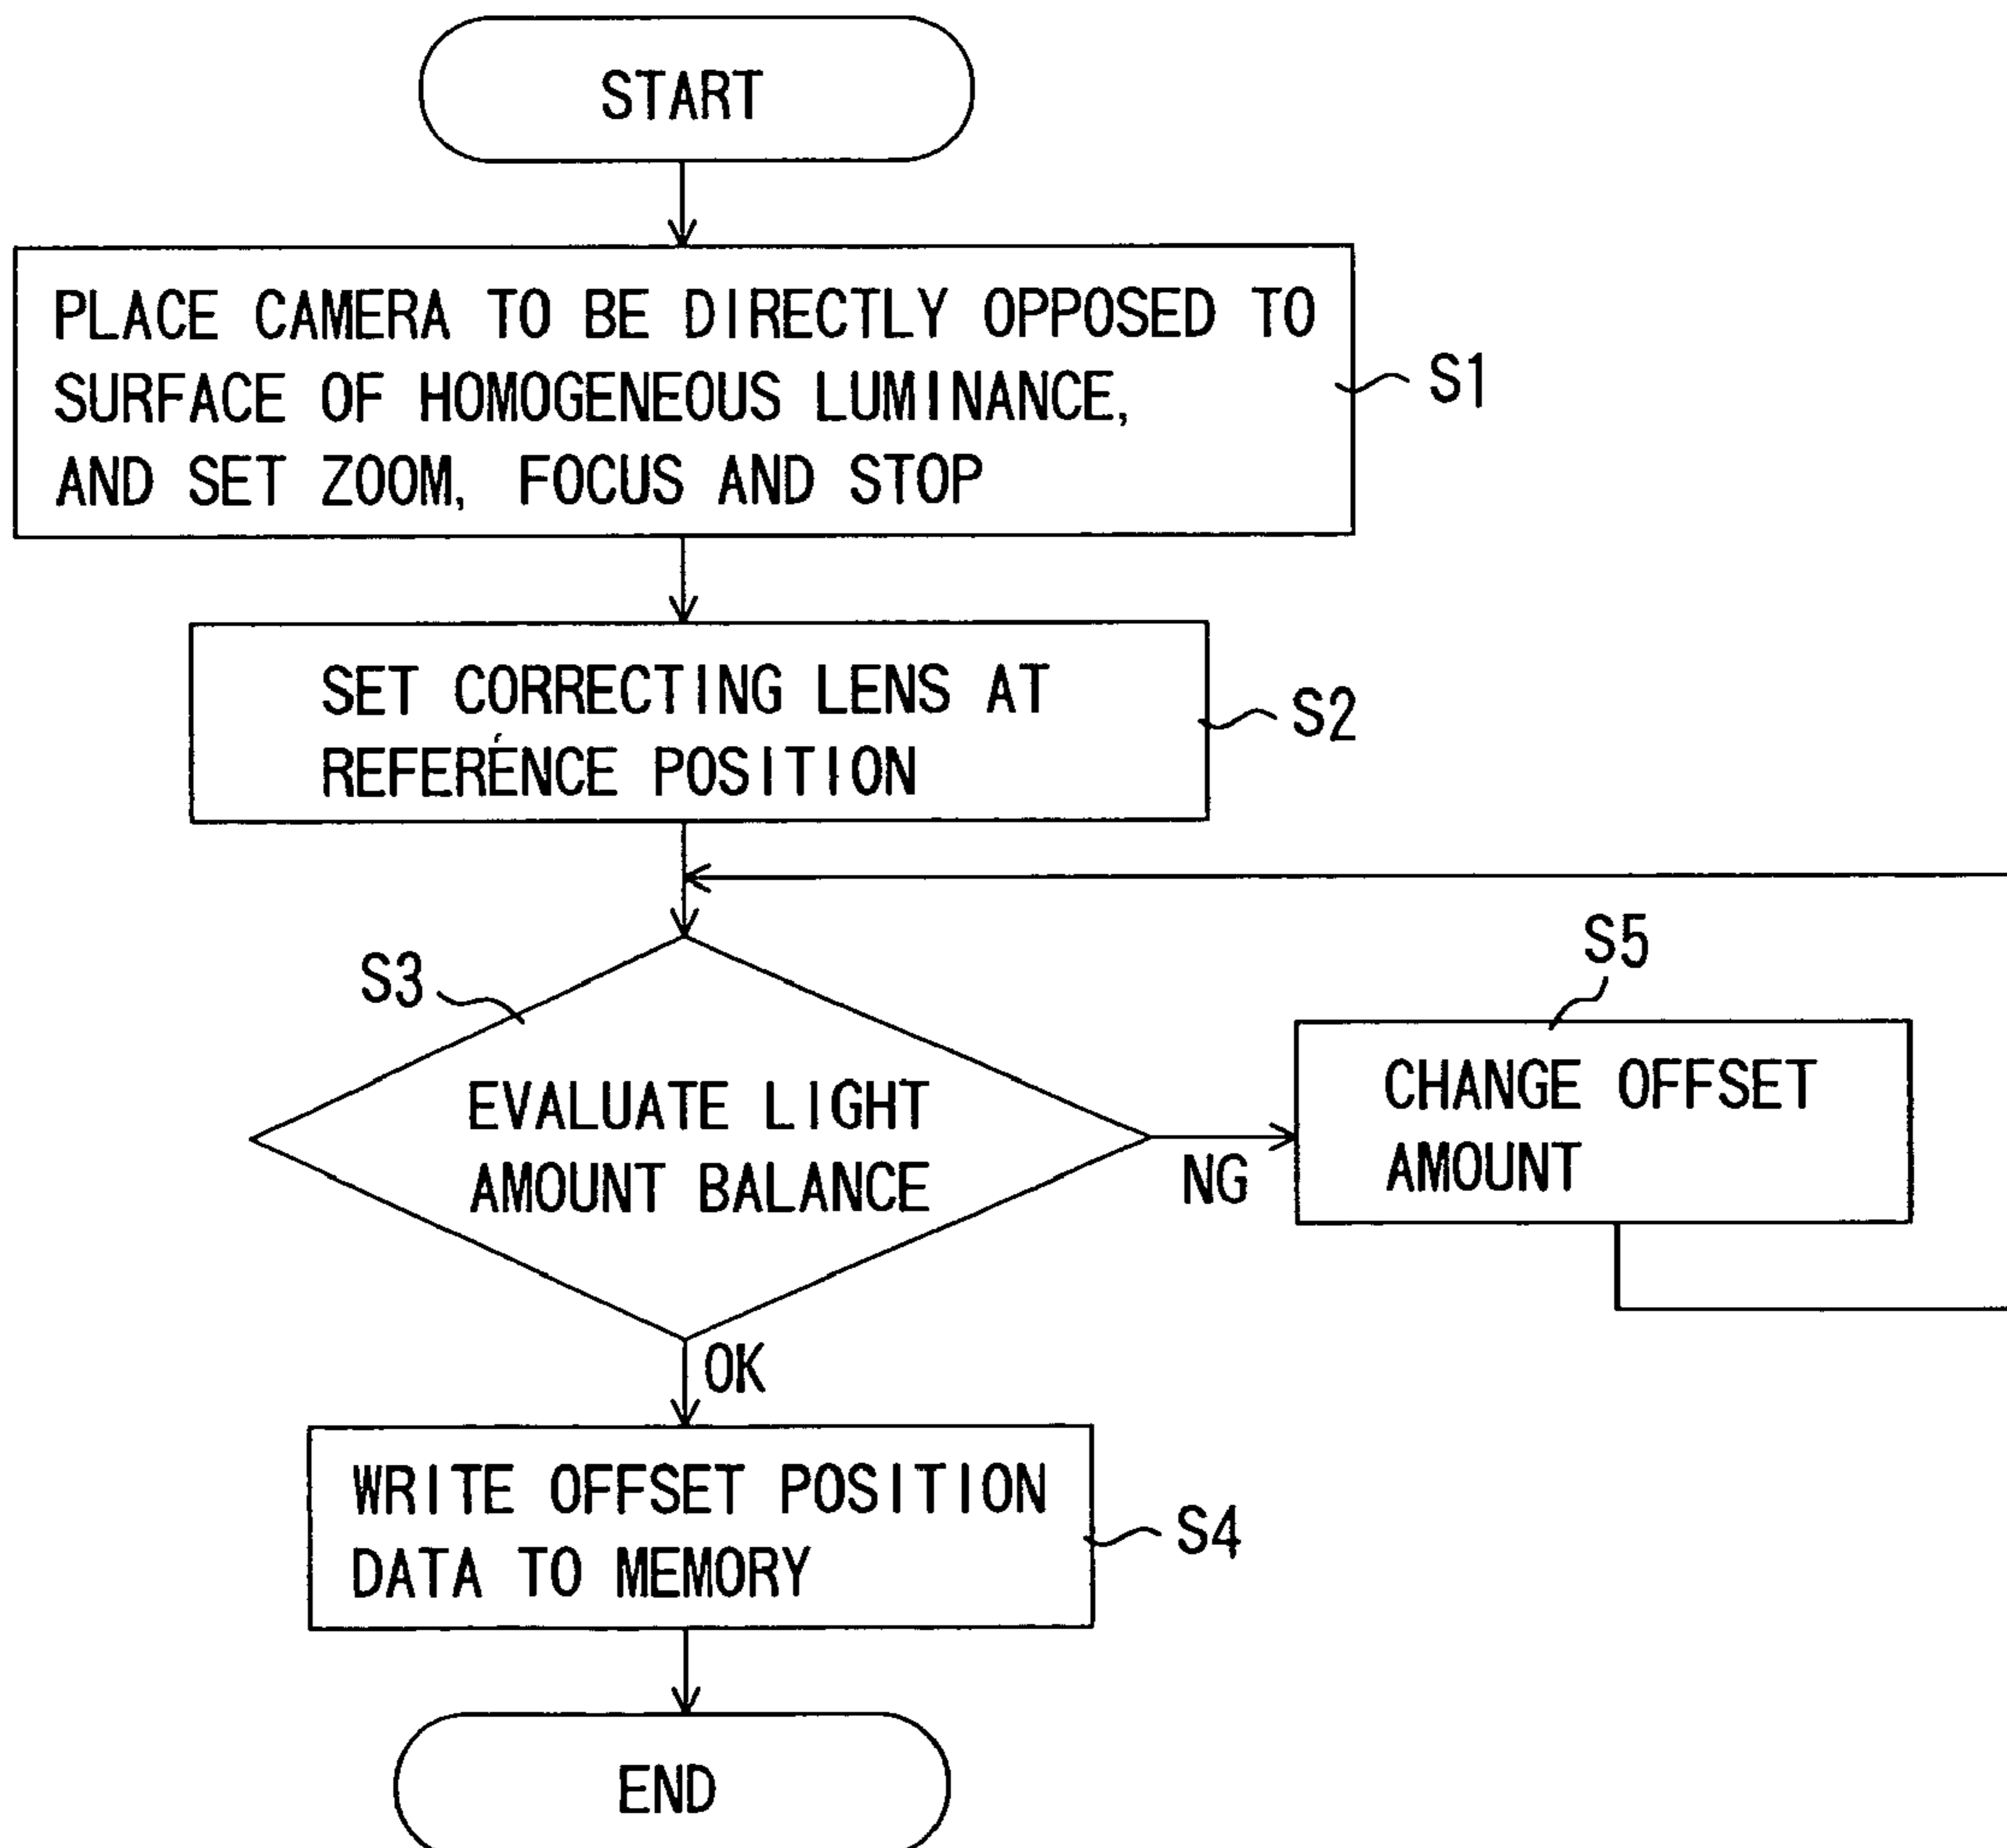 START
PLACE CAMERA TO BE DIRECTLY OPPOSED TO
SURFACE OF HOMOGENEOUS LUMINANCE,
AND SET ZOOM, FOCUS AND STOP
S1
SET CORRECTING LENS AT
REFERENCE POSITION
S2
S3
EVALUATE LIGHT
AMOUNT BALANCE
NG
S5
CHANGE OFFSET
AMOUNT
OK
WRITE OFFSET POSITION
DATA TO MEMORY
S4
END